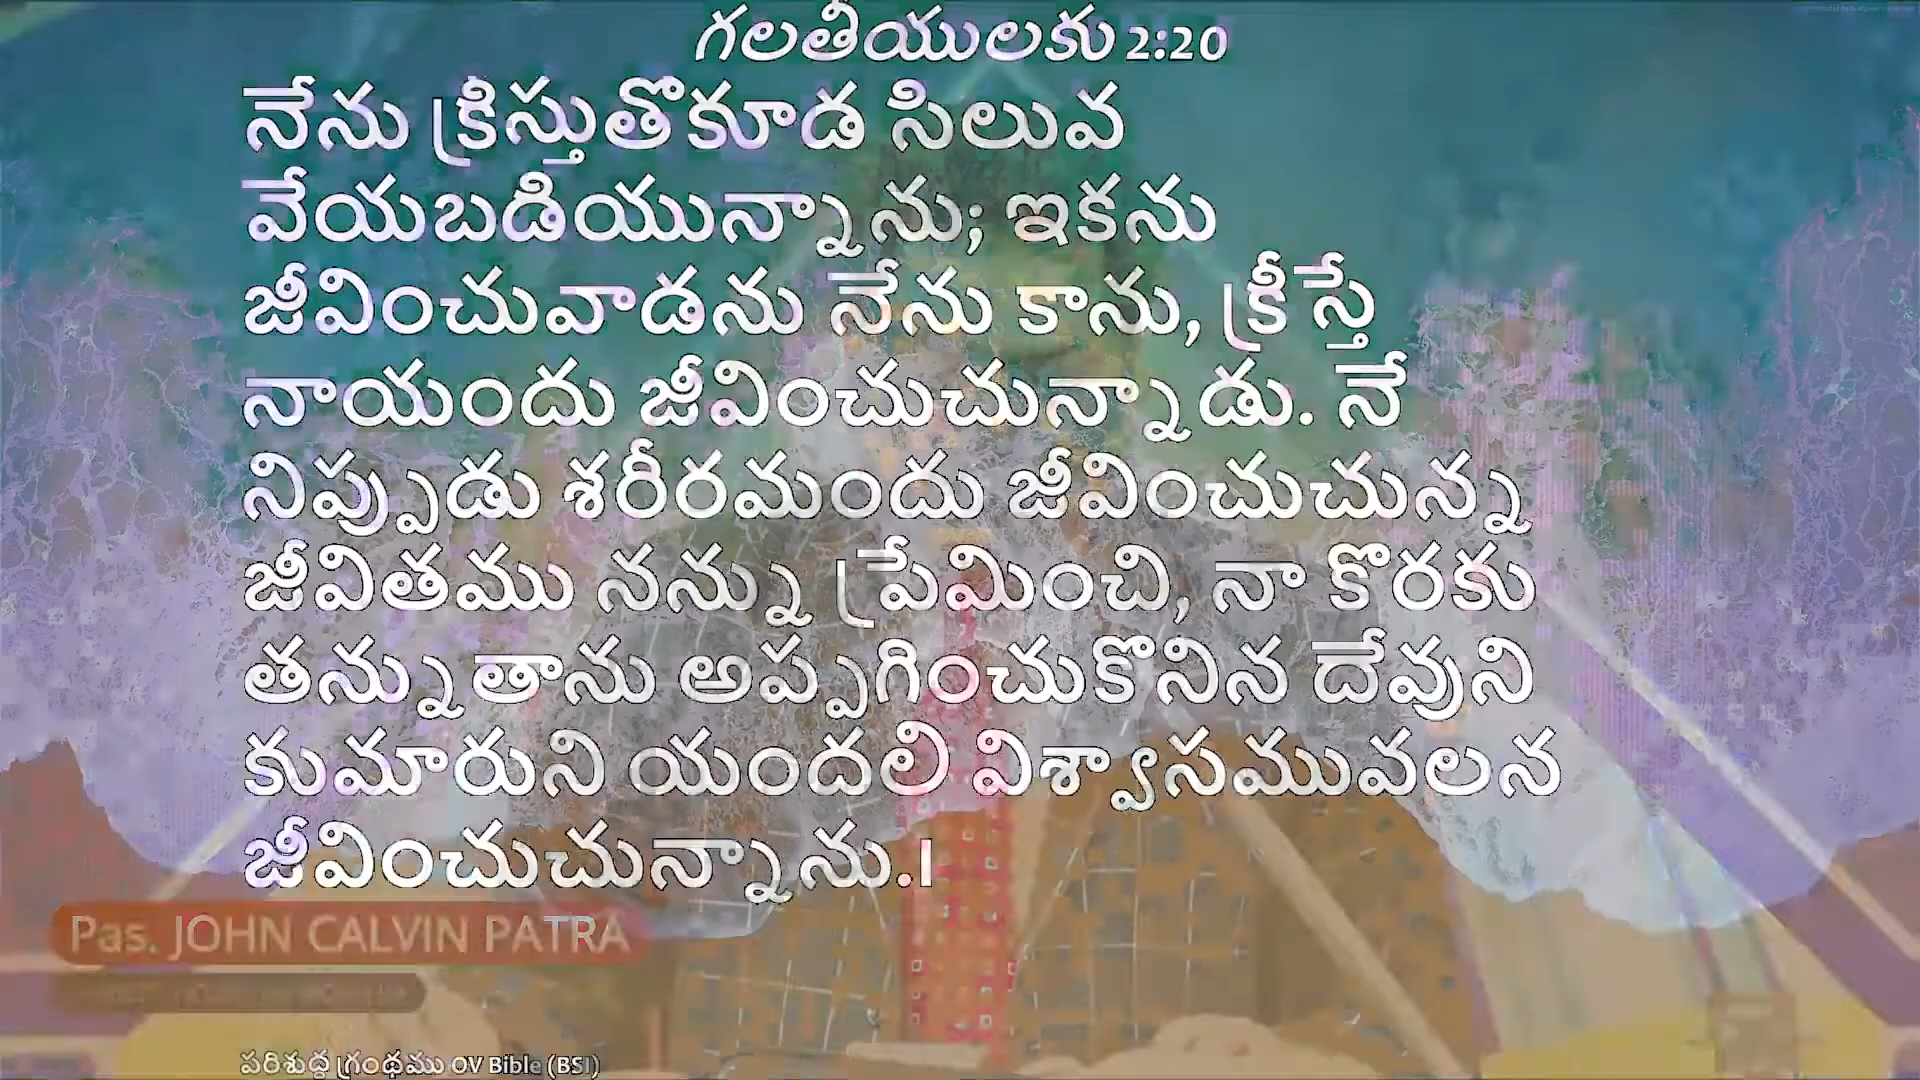 గలతీయులకు 2:20
నేను క్రీస్తుతొకూడ సిలువ
వేయబడియున్నాను; ఇకను
జీవించువాడను నేను కాను, క్రీస్తే
నాయందు జీవించుచున్నాడు. నే
నిప్పుడు శరీరమందు జీవించుచున్న
జీవితము నన్ను ప్రేమించి, నా కొరకు
తన్నుతాను అప్పగించుకొనిన దేవుని
కుమారుని యందలి విశ్వాసమువలన
జీవించుచున్నాను.I
Pas. JOHN CALVIN PATRA
పరిశుద్ధ గ్రంథము OV Bible (BSI)